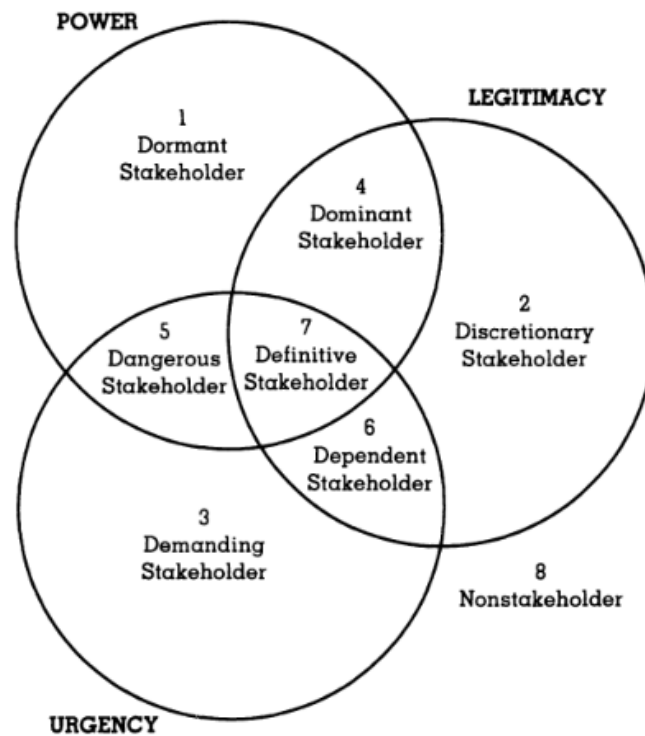 POWER
LEGITIMACY
1
Dormant
Stakeholder
4
Dominant
Stakeholder
2
Discretionary
Stakeholder
5
Dangerous
Stakeholder
7
Definitive
Stakeholder
6
Dependent
Stakeholder
3
Demanding
Stakeholder
8
Nonstakeholder
URGENCY